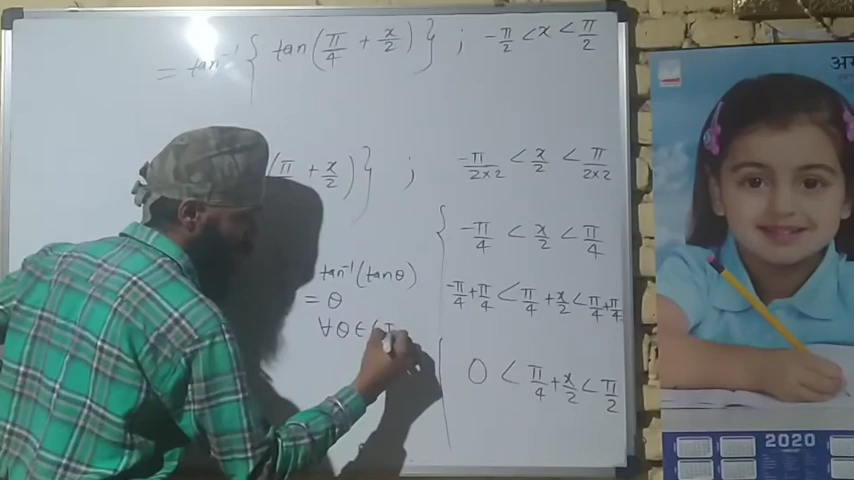 = tan⁻¹{ tan(π/4 + x/2)} ; -π/2 < x < π/2
π/4 + x/2)} ; -π/2×2 < x/2 < π/2×2
-π/4 < x/2 < π/4
tan⁻¹(tanθ)
= θ
-π/4+π/4 < π/4+x/2 < π/4+π/4
∀θ∈(
0 < π/4 + x/2 < π/2
2020